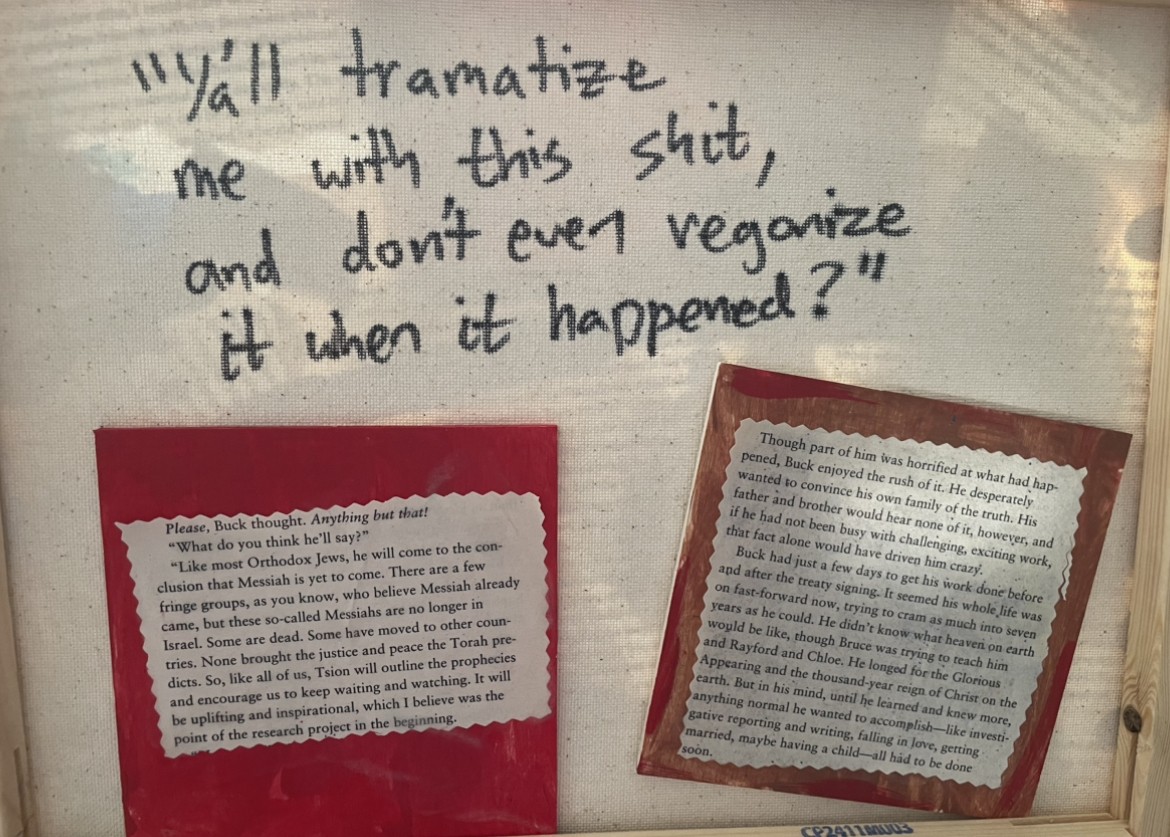 "Y'all tramatize
me with this shit,
and don't even regonize
it when it happened?"
Please, Buck thought. Anything but that!
"What do you think he'll say?"
"Like most Orthodox Jews, he will come to the con-
clusion that Messiah is yet to come. There are a few
fringe groups, as you know, who believe Messiah already
came, but these so-called Messiahs are no longer in
Israel. Some are dead. Some have moved to other coun-
tries. None brought the justice and peace the Torah pre-
dicts. So, like all of us, Tsion will outline the prophecies
and encourage us to keep waiting and watching. It will
be uplifting and inspirational, which I believe was the
point of the research project in the beginning.
Though part of him was horrified at what had hap-
pened, Buck enjoyed the rush of it. He desperately
wanted to convince his own family of the truth. His
father and brother would hear none of it, however, and
if he had not been busy with challenging, exciting work,
that fact alone would have driven him crazy.
Buck had just a few days to get his work done before
and after the treaty signing. It seemed his whole life was
on fast-forward now, trying to cram as much into seven
years as he could. He didn't know what heaven on earth
would be like, though Bruce was trying to teach him
and Rayford and Chloe. He longed for the Glorious
Appearing and the thousand-year reign of Christ on the
earth. But in his mind, until he learned and knew more,
anything normal he wanted to accomplish—like investi-
gative reporting and writing, falling in love, getting
married, maybe having a child—all had to be done
soon.